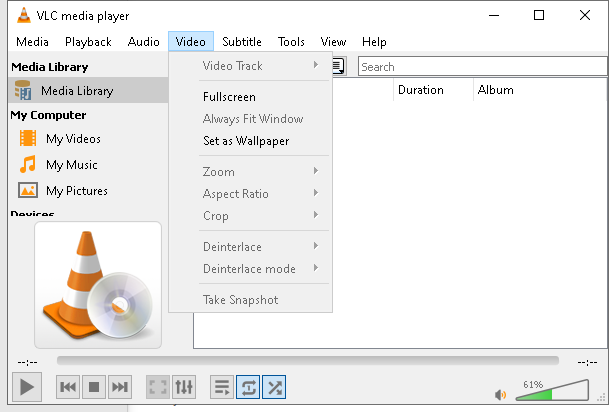 VLC media player
Media Playback Audio Video Subtitle Tools View Help
Media Library
Media Library
My Computer
My Videos
My Music
My Pictures
Devices
Video Track
Fullscreen
Always Fit Window
Set as Wallpaper
Zoom
Aspect Ratio
Crop
Deinterlace
Deinterlace mode
Take Snapshot
Search
Duration Album
--:-- --:--
61%